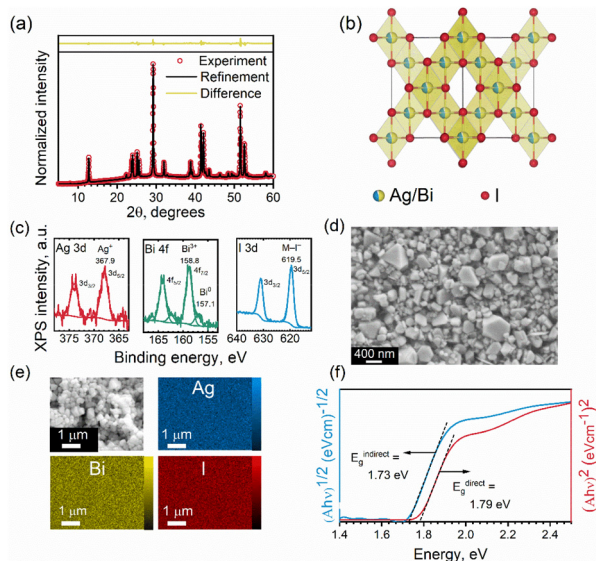 (a)
Experiment
Refinement
Difference
Normalized intensity
5 10 20 30 40 50 60
2θ, degrees
(b)
Ag/Bi
I
(c)
XPS intensity, a.u.
Ag 3d
Ag⁺
367.9
3d₅/₂
3d₃/₂
375 370 365
Bi 4f
Bi³⁺
158.8
4f₇/₂
4f₅/₂
Bi⁰
157.1
165 160 155
I 3d
M–I⁻
619.5
3d₅/₂
3d₃/₂
640 630 620
Binding energy, eV
(d)
400 nm
(e)
1 μm
Ag
1 μm
Bi
1 μm
I
1 μm
(f)
(Ahν)1/2 (eVcm)-1/2
(Ahν)2 (eVcm-1)2
Eg indirect =
1.73 eV
Eg direct =
1.79 eV
1.4 1.6 1.8 2.0 2.2 2.4
Energy, eV